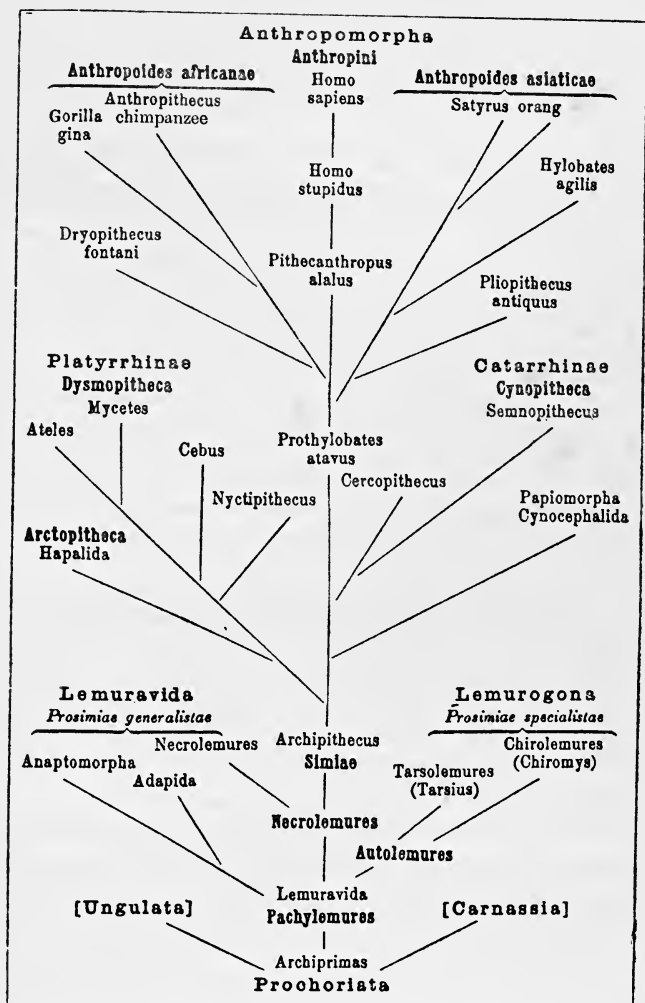 Anthropomorpha
Anthropini
Anthropoides africanae
Homo
sapiens
Anthropoides asiaticae
Anthropithecus
chimpanzee
Gorilla
gina
Satyrus orang
Homo
stupidus
Hylobates
agilis
Dryopithecus
fontani
Pithecanthropus
alalus
Pliopithecus
antiquus
Platyrrhinae
Dysmopitheca
Mycetes
Catarrhinae
Cynopitheca
Semnopithecus
Ateles
Cebus
Prothylobates
atavus
Cercopithecus
Nyctipithecus
Papiomorpha
Cynocephalida
Arctopitheca
Hapalida
Lemuravida
Prosimiae generalistae
Lemurogona
Prosimiae specialistae
Necrolemures
Archipithecus
Simiae
Chirolemures
(Chiromys)
Anaptomorpha
Adapida
Tarsolemures
(Tarsius)
Necrolemures
Autolemures
Lemuravida
Pachylemures
[Ungulata]
[Carnassia]
Archiprimas
Prochoriata